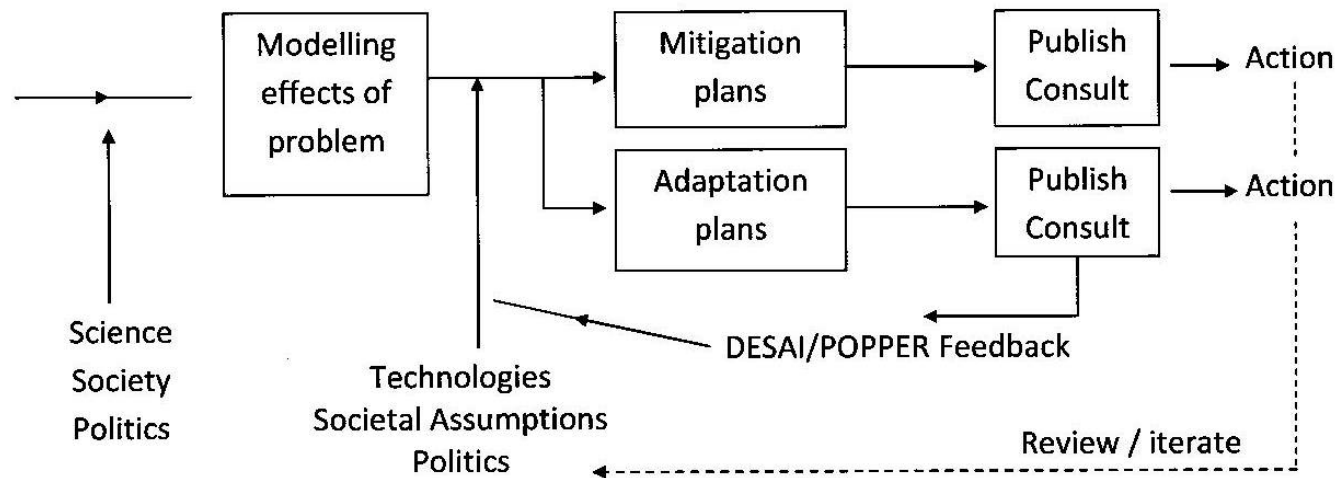 Modelling
effects of
problem
Mitigation
plans
Publish
Consult
Action
Adaptation
plans
Publish
Consult
Action
Science
Society
Politics
Technologies
Societal Assumptions
Politics
DESAI/POPPER Feedback
Review / iterate